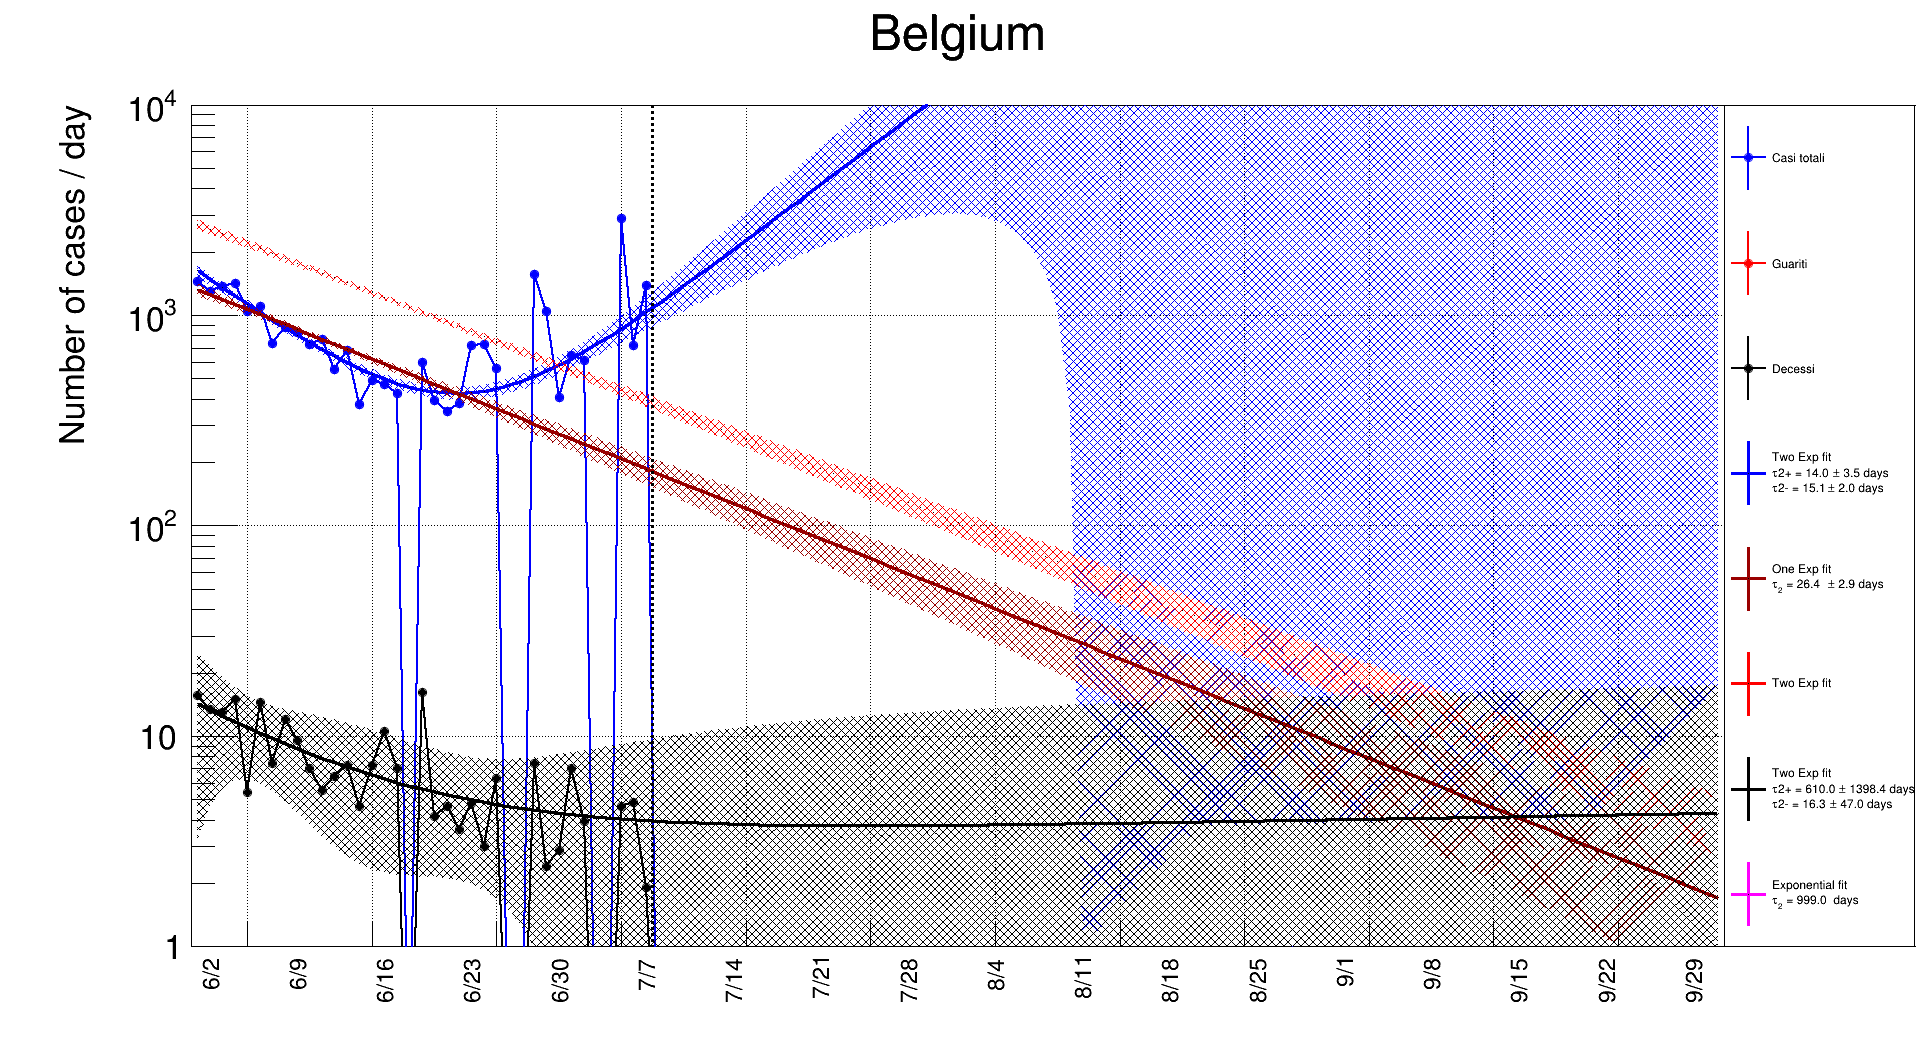 Belgium
Number of cases / day
10^4
10^3
10^2
10
1
6/2
6/9
6/16
6/23
6/30
7/7
7/14
7/21
7/28
8/4
8/11
8/18
8/25
9/1
9/8
9/15
9/22
9/29
Casi totali
Guariti
Decessi
Two Exp fit
τ2+ = 14.0 ± 3.5 days
τ2- = 15.1 ± 2.0 days
One Exp fit
τ_2 = 26.4 ± 2.9 days
Two Exp fit
Two Exp fit
τ2+ = 610.0 ± 1398.4 days
τ2- = 16.3 ± 47.0 days
Exponential fit
τ_2 = 999.0 days